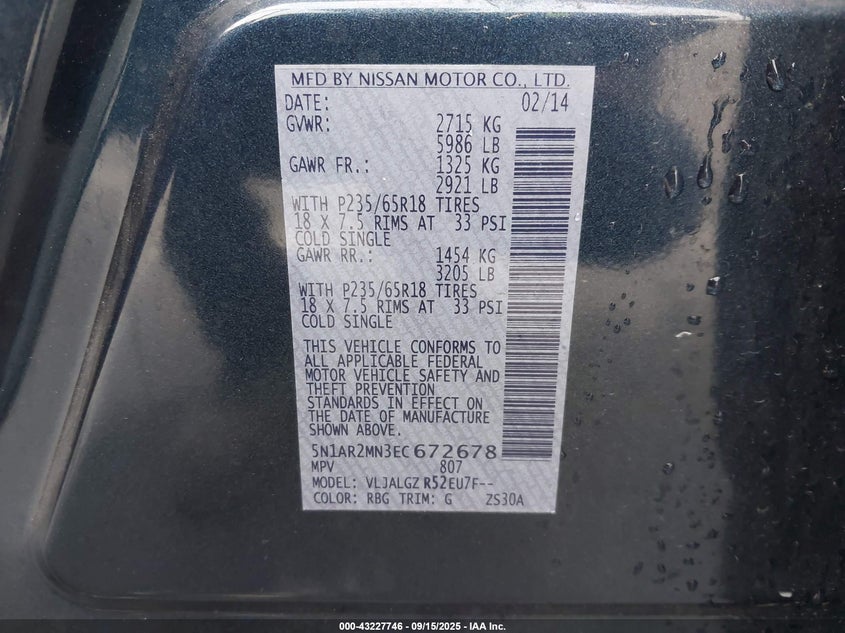 MFD BY NISSAN MOTOR CO., LTD.
DATE: 02/14
GVWR: 2715 KG
5986 LB
GAWR FR.: 1325 KG
2921 LB
WITH P235/65R18 TIRES
18 X 7.5 RIMS AT 33 PSI
COLD SINGLE
GAWR RR.: 1454 KG
3205 LB
WITH P235/65R18 TIRES
18 X 7.5 RIMS AT 33 PSI
COLD SINGLE
THIS VEHICLE CONFORMS TO
ALL APPLICABLE FEDERAL
MOTOR VEHICLE SAFETY AND
THEFT PREVENTION
STANDARDS IN EFFECT ON
THE DATE OF MANUFACTURE
SHOWN ABOVE.
5N1AR2MN3EC672678
MPV 807
MODEL: VLJALGZ R52EU7F--
COLOR: RBG TRIM: G ZS30A
000-43227746 - 09/15/2025 - IAA Inc.